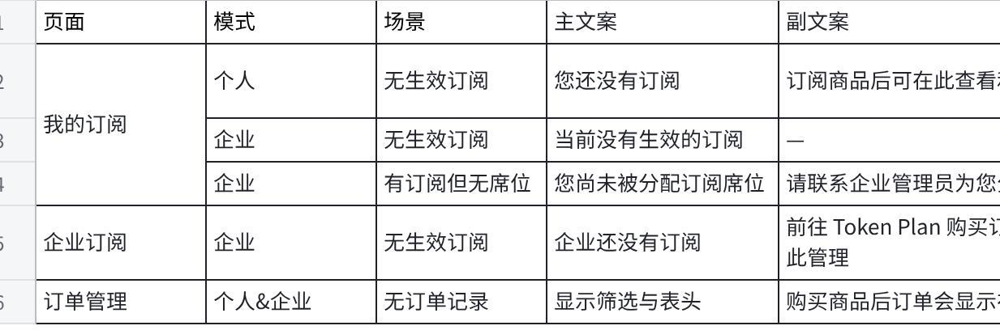 页面 模式 场景 主文案 副文案
2 个人 无生效订阅 您还没有订阅 订阅商品后可在此查看
我的订阅
企业 无生效订阅 当前没有生效的订阅 —
4 企业 有订阅但无席位 您尚未被分配订阅席位 请联系企业管理员为您
前往 Token Plan 购买订
5 企业订阅 企业 无生效订阅 企业还没有订阅
此管理
6 订单管理 个人&企业 无订单记录 显示筛选与表头 购买商品后订单会显示